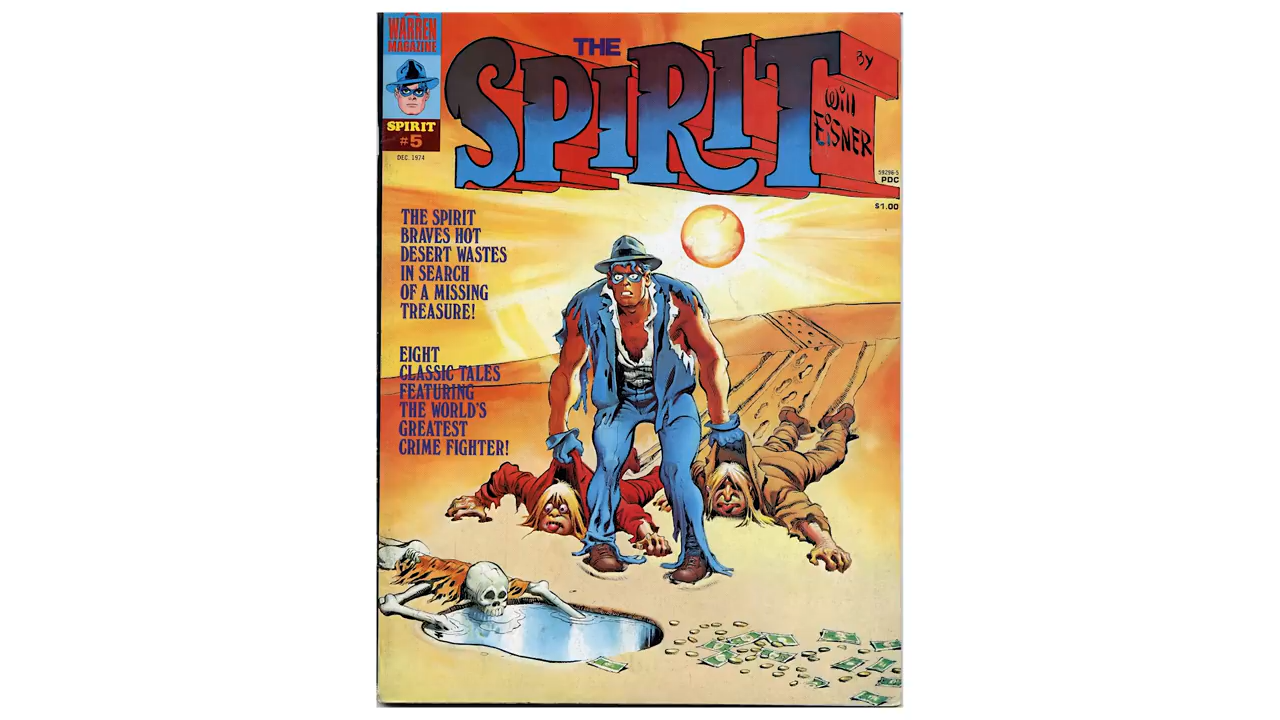 WARREN
MAGAZINE
SPIRIT
#5
DEC. 1974
THE
SPIRIT
BY
Will
EISNER
59296-5
PDC
$1.00
THE SPIRIT
BRAVES HOT
DESERT WASTES
IN SEARCH
OF A MISSING
TREASURE!
EIGHT
CLASSIC TALES
FEATURING
THE WORLD'S
GREATEST
CRIME FIGHTER!